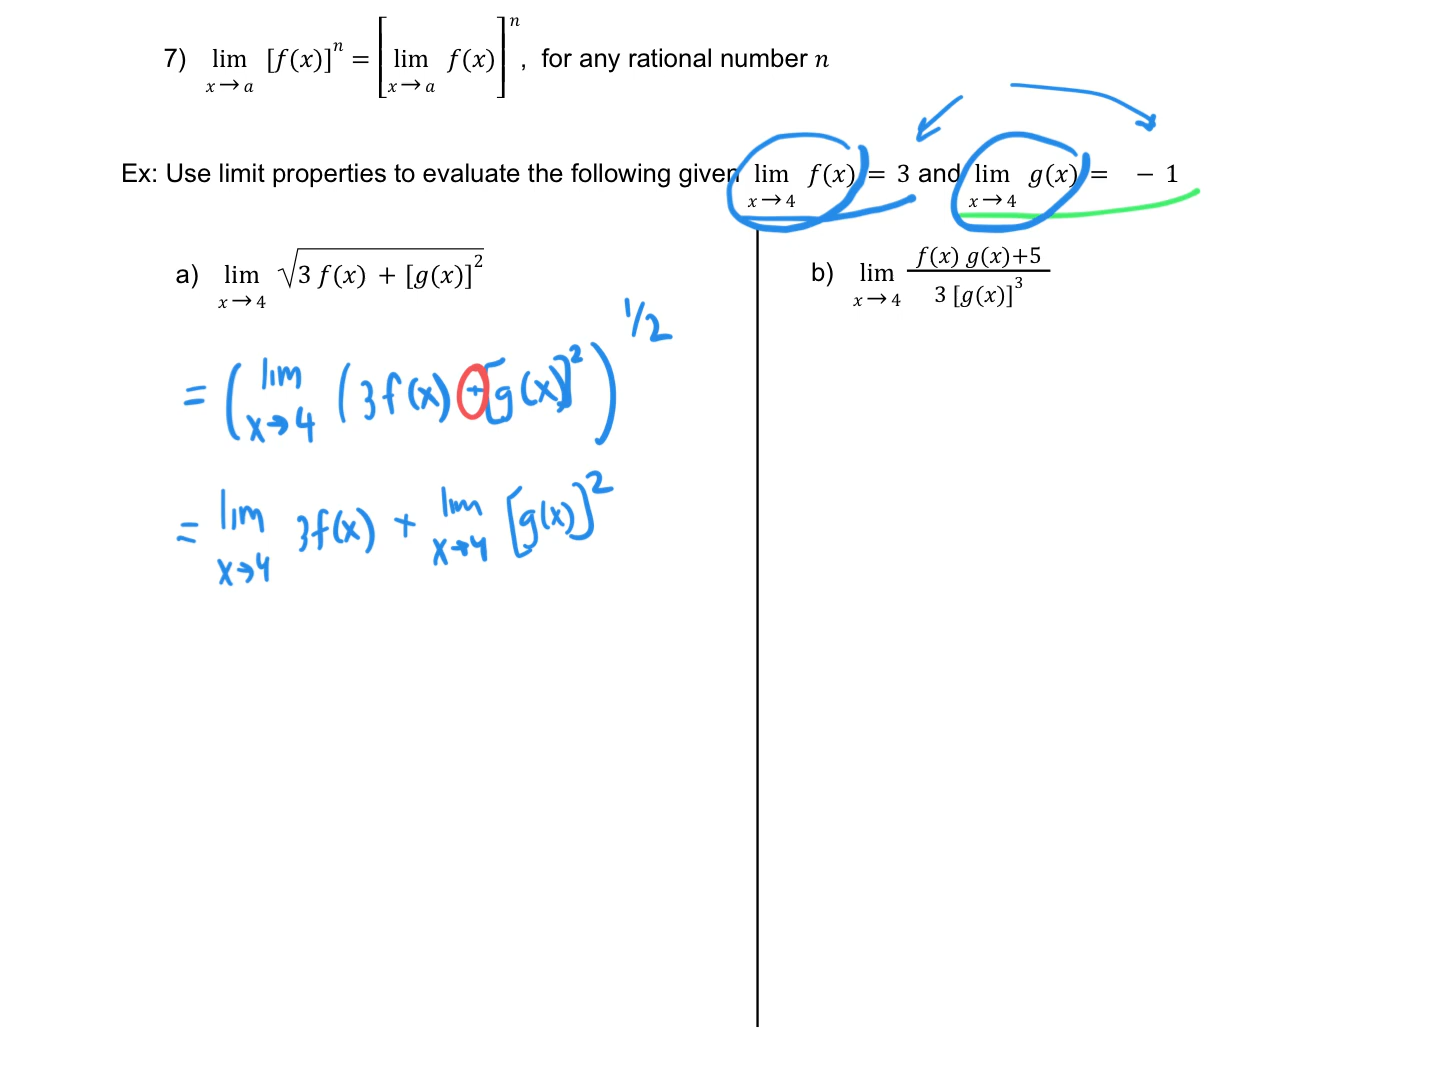 7) lim x→a [f(x)]^n = [lim x→a f(x)]^n, for any rational number n
Ex: Use limit properties to evaluate the following given lim x→4 f(x) = 3 and lim x→4 g(x) = − 1
a) lim x→4 √(3 f(x) + [g(x)]^2)
= (lim x→4 (3f(x) + [g(x)]^2)^1/2
= lim x→4 3f(x) + lim x→4 [g(x)]^2
b) lim x→4 f(x) g(x)+5 / 3 [g(x)]^3